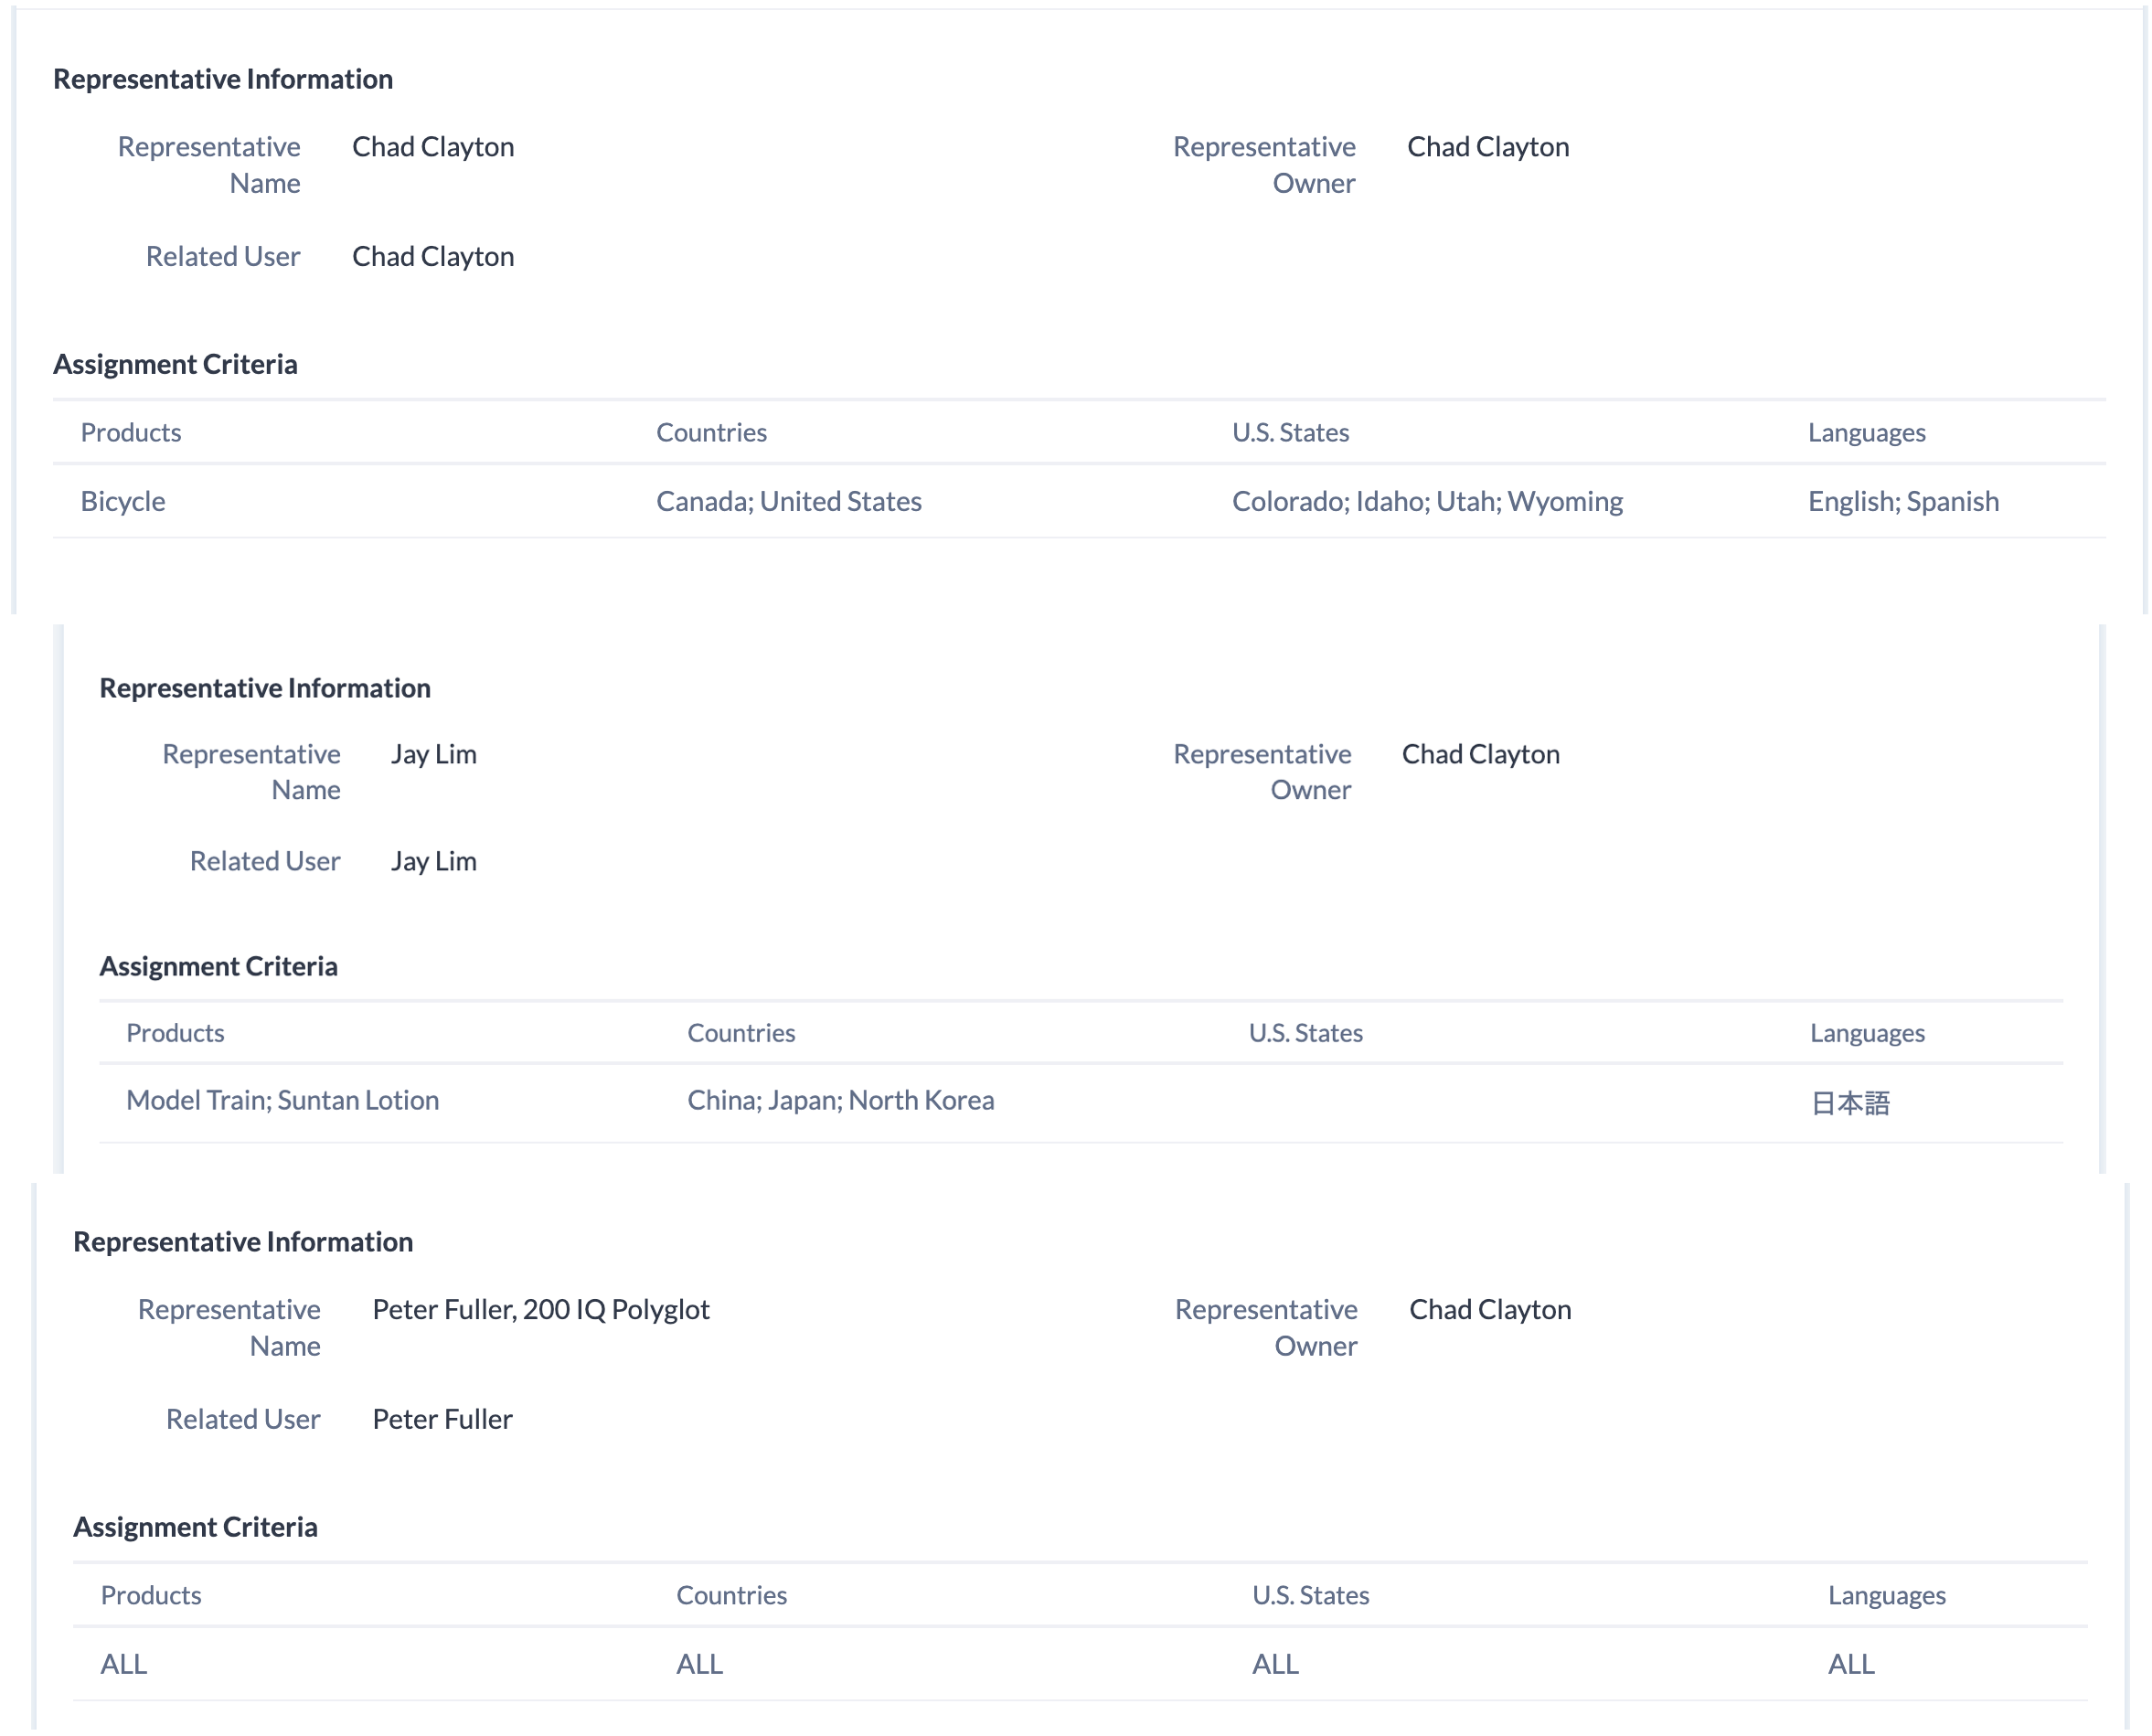 Representative Information
Representative Name Chad Clayton Representative Owner Chad Clayton
Related User Chad Clayton
Assignment Criteria
Products Countries U.S. States Languages
Bicycle Canada; United States Colorado; Idaho; Utah; Wyoming English; Spanish
Representative Information
Representative Name Jay Lim Representative Owner Chad Clayton
Related User Jay Lim
Assignment Criteria
Products Countries U.S. States Languages
Model Train; Suntan Lotion China; Japan; North Korea 日本語
Representative Information
Representative Name Peter Fuller, 200 IQ Polyglot Representative Owner Chad Clayton
Related User Peter Fuller
Assignment Criteria
Products Countries U.S. States Languages
ALL ALL ALL ALL